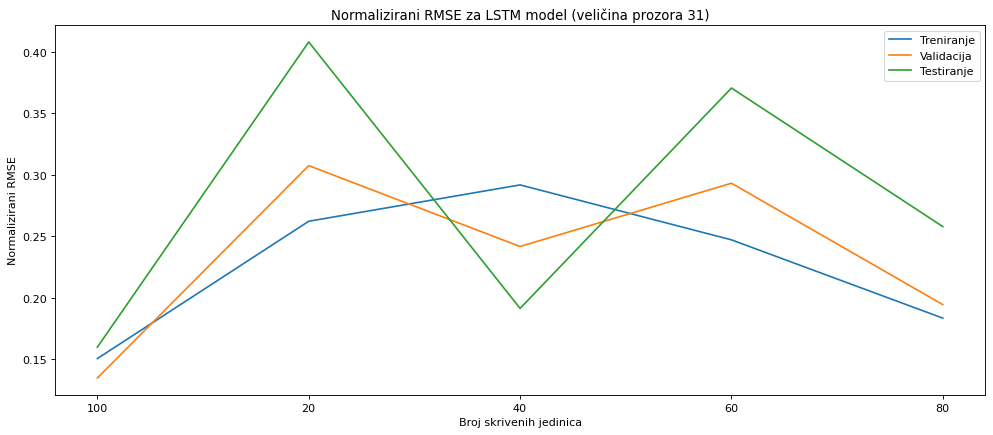 Normalizirani RMSE za LSTM model (veličina prozora 31)
Treniranje
Validacija
Testiranje
Normalizirani RMSE
0.40
0.35
0.30
0.25
0.20
0.15
100 20 40 60 80
Broj skrivenih jedinica